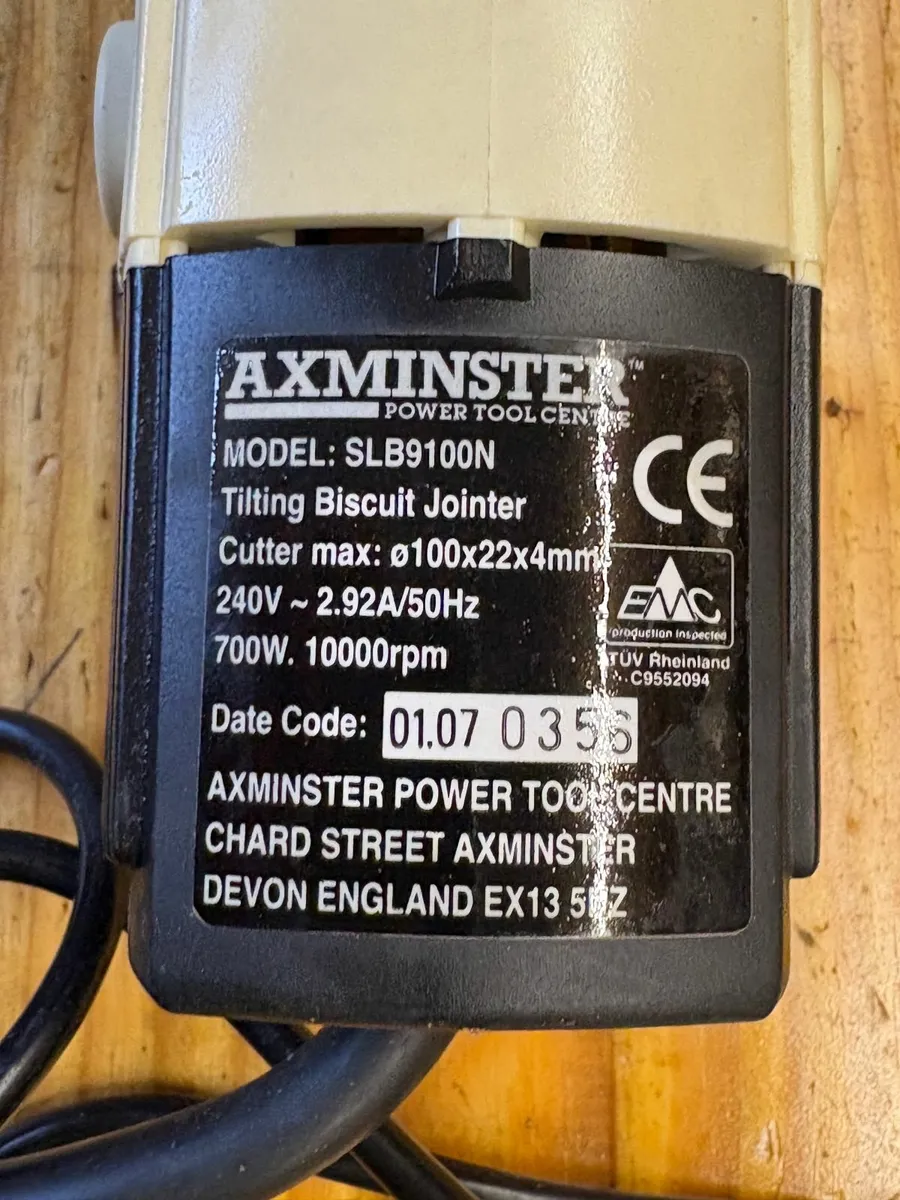 AXMINSTER™
POWER TOOL CENTRE
MODEL: SLB9100N
CE
Tilting Biscuit Jointer
Cutter max: ø100x22x4mm
240V ~ 2.92A/50Hz
700W. 10000rpm
EMC
production inspected
TÜV Rheinland
C9552094
Date Code: 01.07 0356
AXMINSTER POWER TOOL CENTRE
CHARD STREET AXMINSTER
DEVON ENGLAND EX13